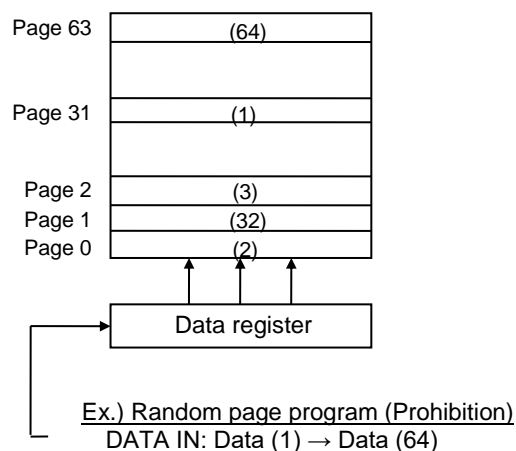 Page 63 (64)
Page 31 (1)
Page 2 (3)
Page 1 (32)
Page 0 (2)
Data register
Ex.) Random page program (Prohibition)
DATA IN: Data (1) → Data (64)